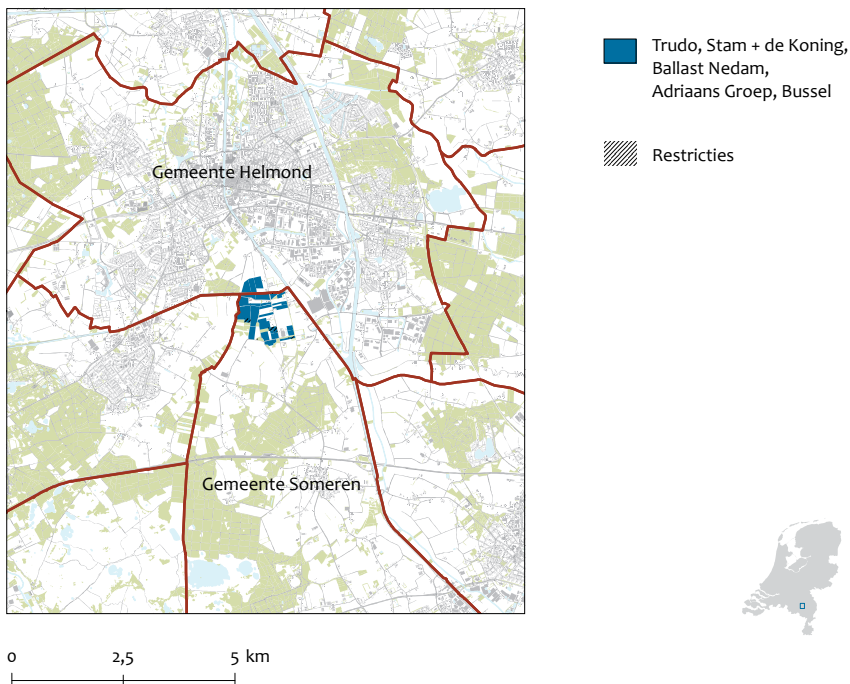 Gemeente Helmond
Gemeente Someren
Trudo, Stam + de Koning,
Ballast Nedam,
Adriaans Groep, Bussel
Restricties
0 2,5 5 km